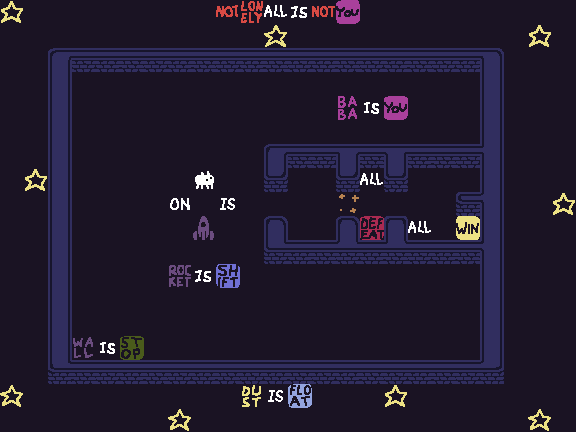 NOT LONELY ALL IS NOT YOU
BABA IS YOU
ALL
ON IS
DEFEAT ALL WIN
ROCKET IS SHIFT
WALL IS STOP
DUST IS FLOAT